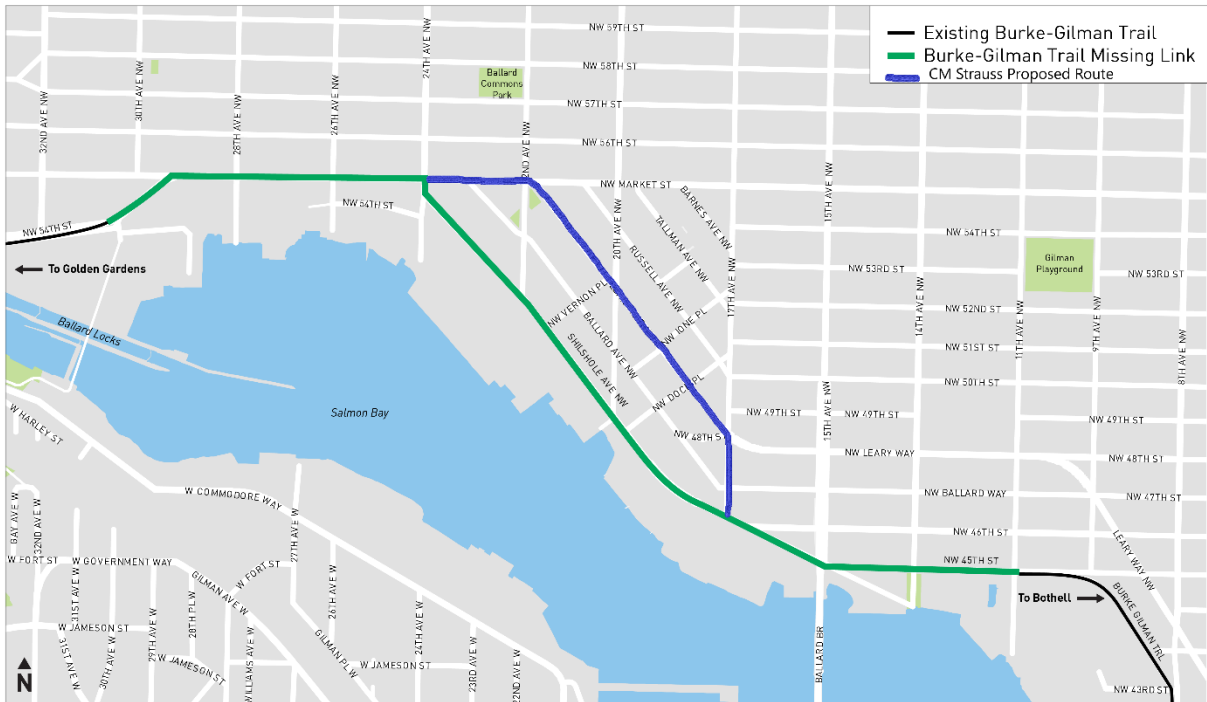 Existing Burke-Gilman Trail
Burke-Gilman Trail Missing Link
CM Strauss Proposed Route
NW 59TH ST
NW 58TH ST
NW 57TH ST
NW 56TH ST
NW MARKET ST
32ND AVE NW
30TH AVE NW
28TH AVE NW
26TH AVE NW
24TH AVE NW
2ND AVE NW
Ballard
Commons
Park
NW 54TH ST
NW 54TH ST
To Golden Gardens
Ballard Locks
Salmon Bay
20TH AVE NW
BARNES AVE NW
TALLMAN AVE NW
RUSSELL AVE NW
17TH AVE NW
15TH AVE NW
NW VERNON PL
NW IONE PL
BALLARD AVE NW
SHILSHOLE AVE NW
NW DOCK PL
NW 48TH S
NW 54TH ST
NW 53RD ST
Gilman
Playground
NW 53RD ST
NW 52ND ST
NW 51ST ST
NW 50TH ST
14TH AVE NW
11TH AVE NW
9TH AVE NW
8TH AVE NW
15TH AVE NW
NW 49TH ST
NW 49TH ST
NW 49TH ST
NW LEARY WAY
NW 48TH ST
NW BALLARD WAY
NW 47TH ST
NW 46TH ST
NW 45TH ST
LEARY WAY NW
To Bothell
BURKE GILMAN TRL
NW 43RD ST
BALLARD BR
W HARLEY ST
W COMMODORE WAY
BAY AVE W
32ND AVE W
W FORT ST
W GOVERNMENT WAY
31ST AVE W
27TH AVE W
W FORT ST
GILMAN AVE W
26TH AVE W
28TH PL W
29TH AVE W
W JAMESON ST
31ST AVE W
30TH AVE W
W JAMESON ST
WILLIAMS AVE W
GILMAN PL W
24TH AVE W
W JAMESON ST
23RD AVE W
22ND AVE W
N